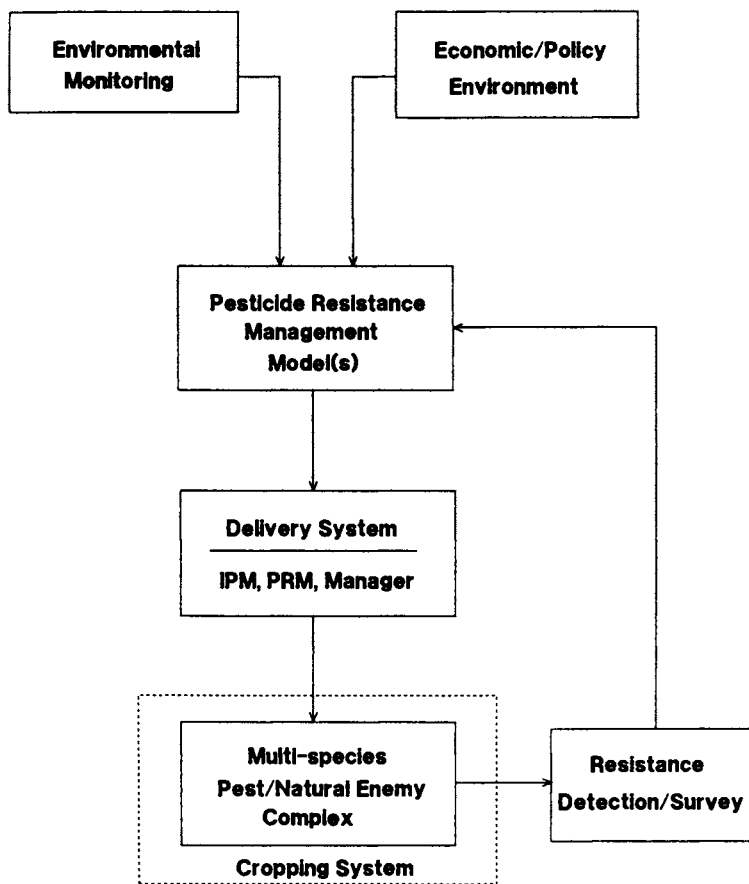 Environmental
Monitoring
Economic/Policy
Environment
Pesticide Resistance
Management
Model(s)
Delivery System
IPM, PRM, Manager
Multi-species
Pest/Natural Enemy
Complex
Cropping System
Resistance
Detection/Survey